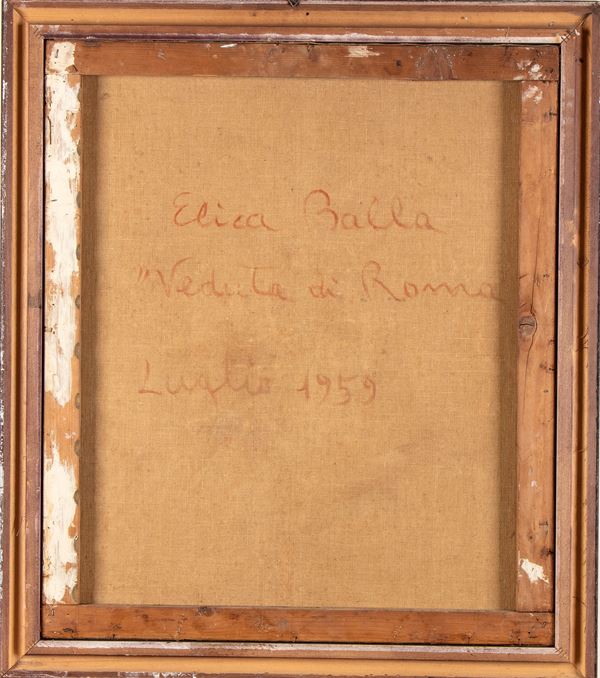 Elica Balla
"Veduta di Roma
Luglio 1959